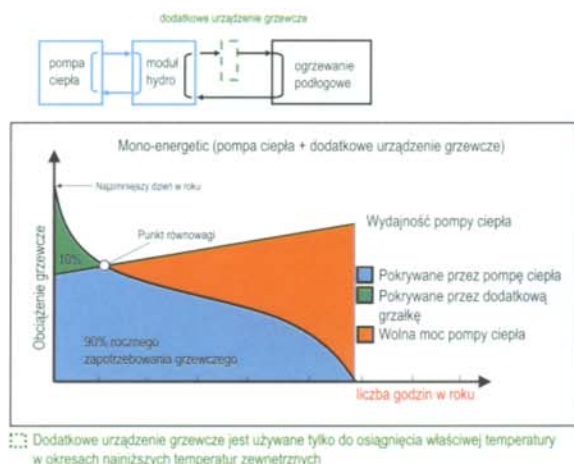 dodatkowe urządzenie grzewcze
pompa ciepła
moduł hydro
ogrzewanie podłogowe
Mono-energetic (pompa ciepła + dodatkowe urządzenie grzewcze)
Najzimniejszy dzień w roku
Punkt równowagi
Wydajność pompy ciepła
10%
Obciążenie grzewcze
Pokrywane przez pompę ciepła
Pokrywane przez dodatkową
grzałkę
Wolna moc pompy ciepła
90% rocznego
zapotrzebowania grzewczego
liczba godzin w roku
Dodatkowe urządzenie grzewcze jest używane tylko do osiągnięcia właściwej temperatury
w okresach najniższych temperatur zewnętrznych